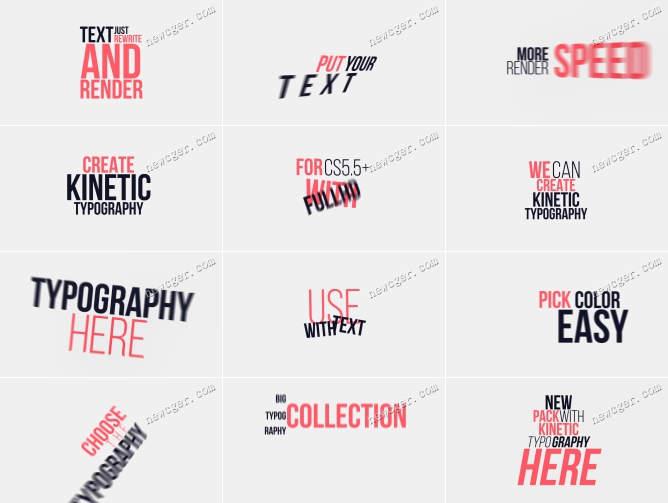 TEXT JUST
REWRITE
AND
RENDER
newcger.com
PUT YOUR
TEXT
newcger.com
MORE
RENDER
SPEED
newcger.com
CREATE
KINETIC
TYPOGRAPHY
newcger.com
FOR CS5.5+
WITH
FULLHD
newcger.com
WE CAN
CREATE
KINETIC
TYPOGRAPHY
newcger.com
TYPOGRAPHY
HERE
newcger.com
USE
WITH TEXT
newcger.com
PICK COLOR
EASY
newcger.com
CHOOSE
THE
TYPOGRAPHY
newcger.com
BIG
TYPOG
RAPHY
COLLECTION
newcger.com
NEW
PACK WITH
KINETIC
TYPOGRAPHY
HERE
newcger.com